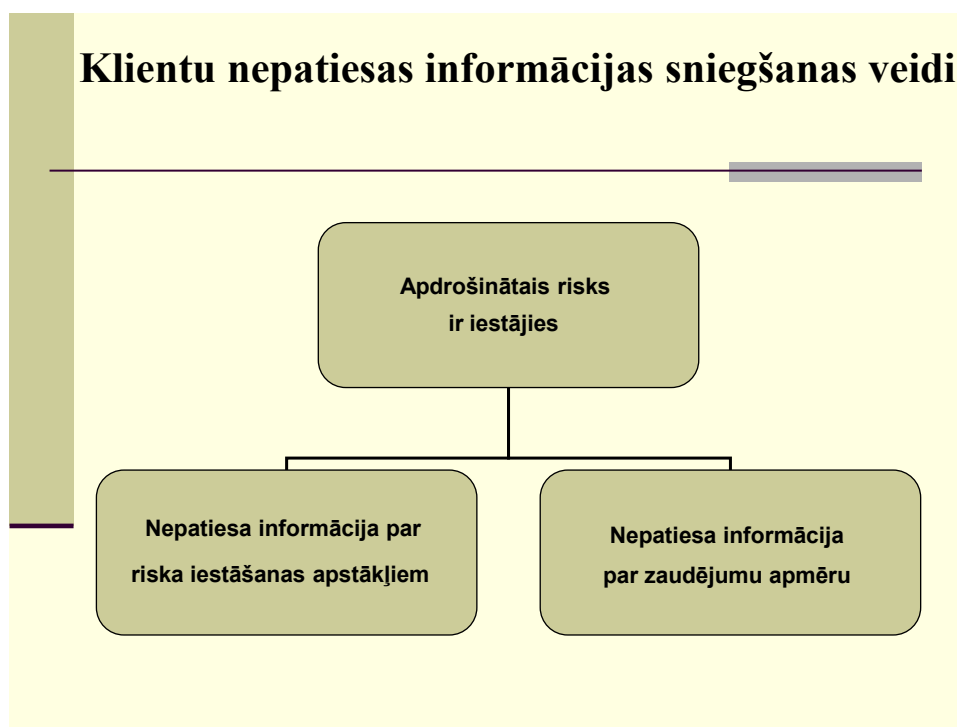 Klientu nepatiesas informācijas sniegšanas veidi
Apdrošinātais risks
ir iestājies
Nepatiesa informācija par
riska iestāšanas apstākļiem
Nepatiesa informācija
par zaudējumu apmēru